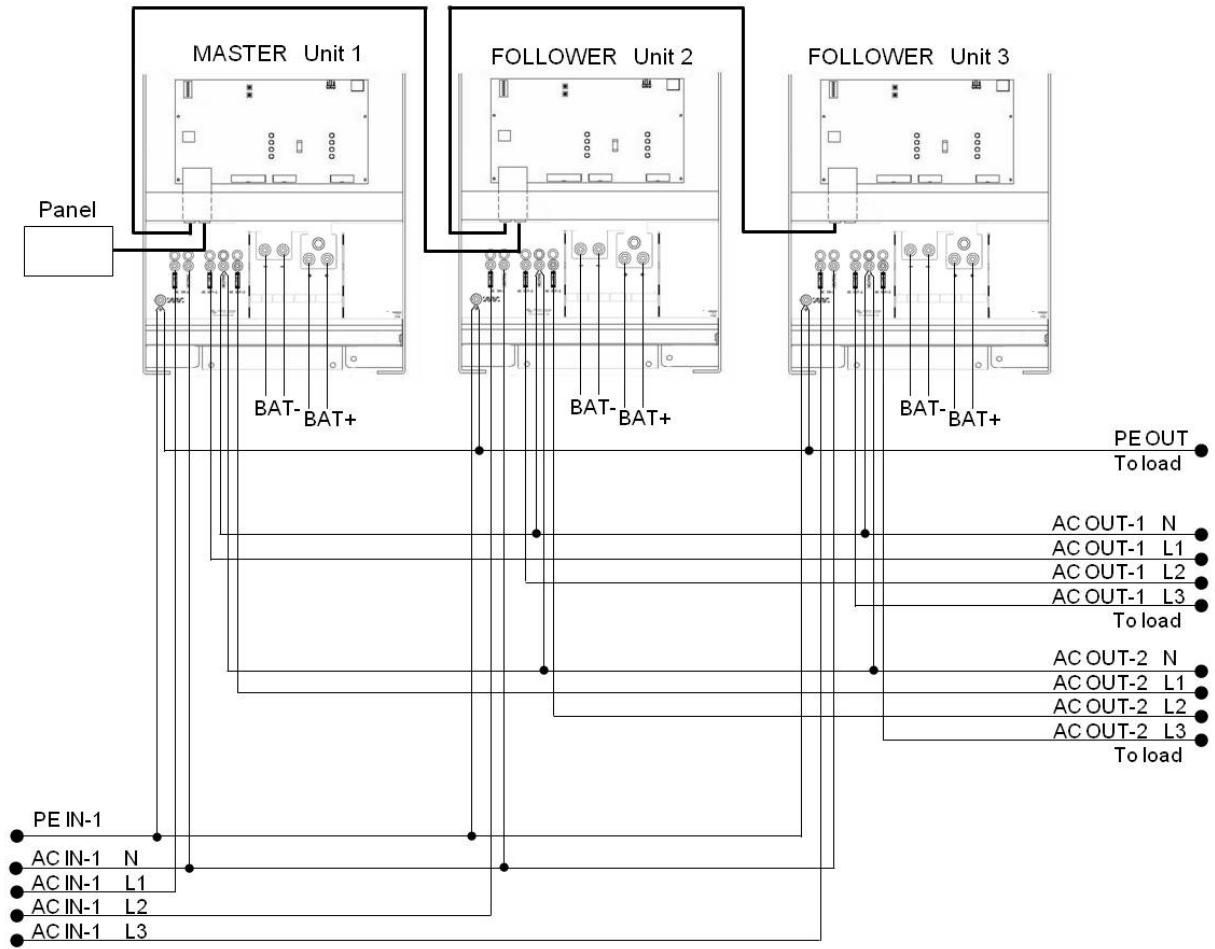 MASTER Unit 1
FOLLOWER Unit 2
FOLLOWER Unit 3
Panel
BAT-
BAT+
BAT-
BAT+
BAT-
BAT+
PE OUT
To load
AC OUT-1 N
AC OUT-1 L1
AC OUT-1 L2
AC OUT-1 L3
To load
AC OUT-2 N
AC OUT-2 L1
AC OUT-2 L2
AC OUT-2 L3
To load
PE IN-1
AC IN-1 N
AC IN-1 L1
AC IN-1 L2
AC IN-1 L3